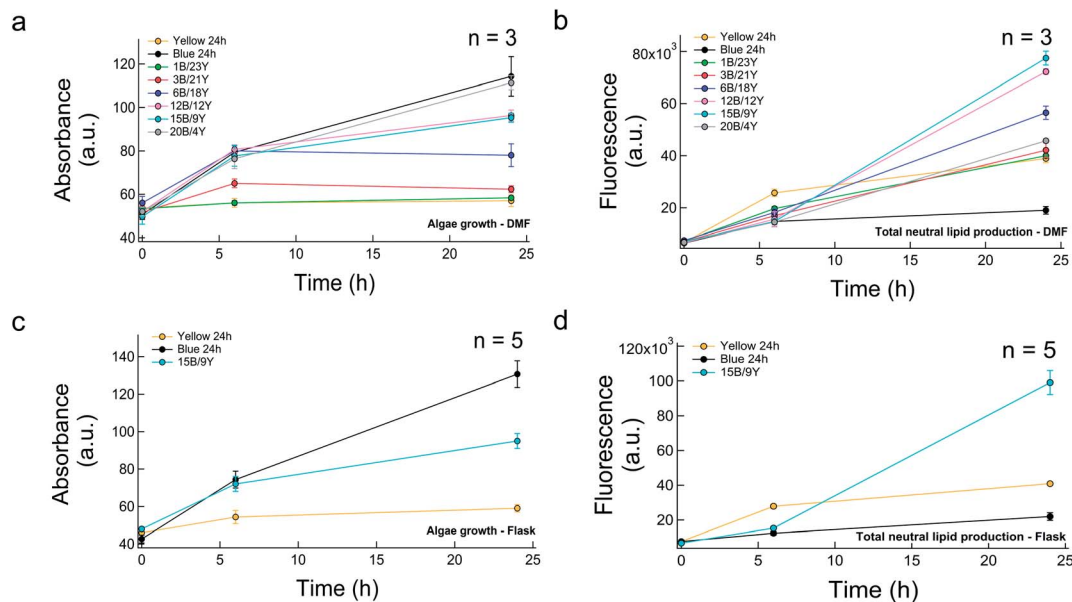 a
n = 3
Yellow 24h
Blue 24h
1B/23Y
3B/21Y
6B/18Y
12B/12Y
15B/9Y
20B/4Y
120
100
80
60
40
Absorbance
(a.u.)
Algae growth - DMF
0 5 10 15 20 25
Time (h)
b
n = 3
Yellow 24h
Blue 24h
1B/23Y
3B/21Y
6B/18Y
12B/12Y
15B/9Y
20B/4Y
80x10³
60
40
20
Fluorescence
(a.u.)
Total neutral lipid production - DMF
0 5 10 15 20 25
Time (h)
c
n = 5
Yellow 24h
Blue 24h
15B/9Y
140
120
100
80
60
40
Absorbance
(a.u.)
Algae growth - Flask
0 5 10 15 20 25
Time (h)
d
n = 5
Yellow 24h
Blue 24h
15B/9Y
120x10³
100
80
60
40
20
Fluorescence
(a.u.)
Total neutral lipid production - Flask
0 5 10 15 20 25
Time (h)